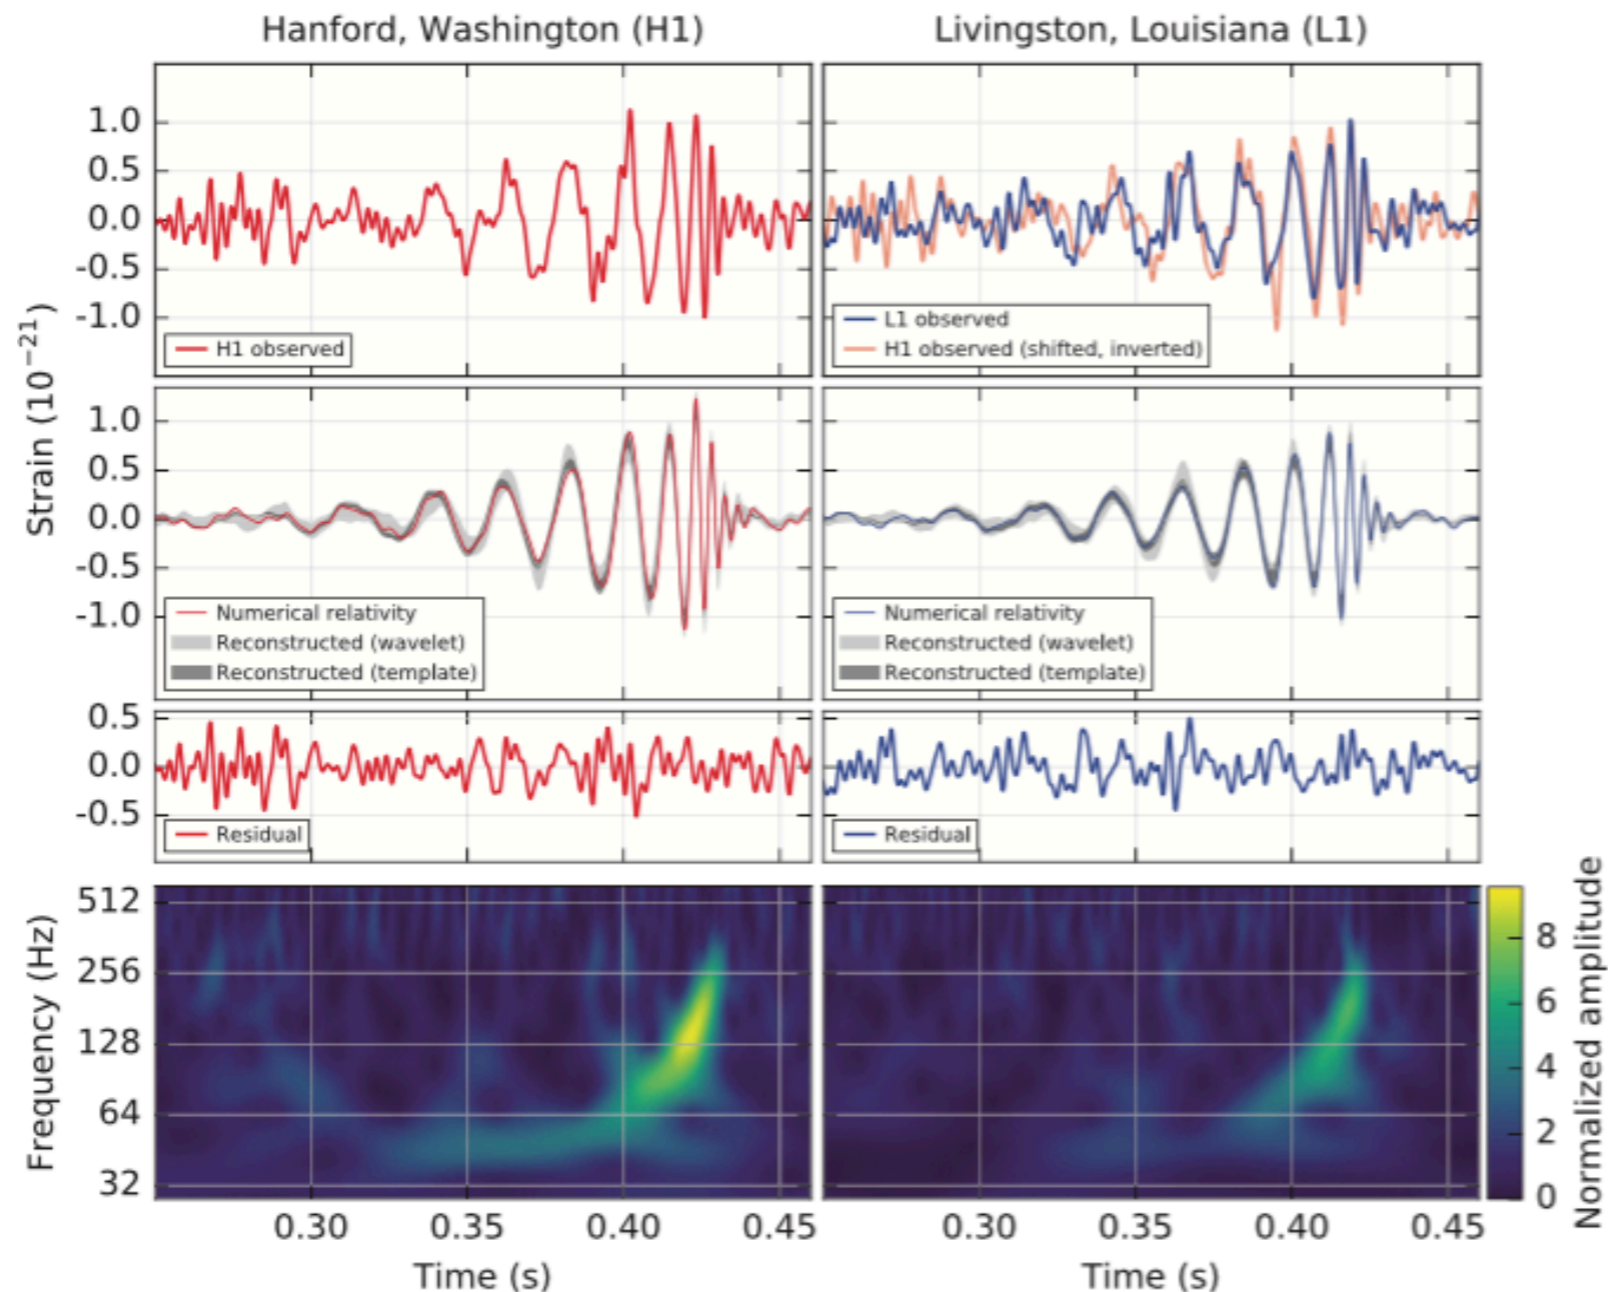 Hanford, Washington (H1)
Livingston, Louisiana (L1)
Strain (10⁻²¹)
1.0
0.5
0.0
-0.5
-1.0
H1 observed
L1 observed
H1 observed (shifted, inverted)
1.0
0.5
0.0
-0.5
-1.0
Numerical relativity
Reconstructed (wavelet)
Reconstructed (template)
Numerical relativity
Reconstructed (wavelet)
Reconstructed (template)
0.5
0.0
-0.5
Residual
Residual
Frequency (Hz)
512
256
128
64
32
Normalized amplitude
8
6
4
2
0
0.30 0.35 0.40 0.45
0.30 0.35 0.40 0.45
Time (s)
Time (s)